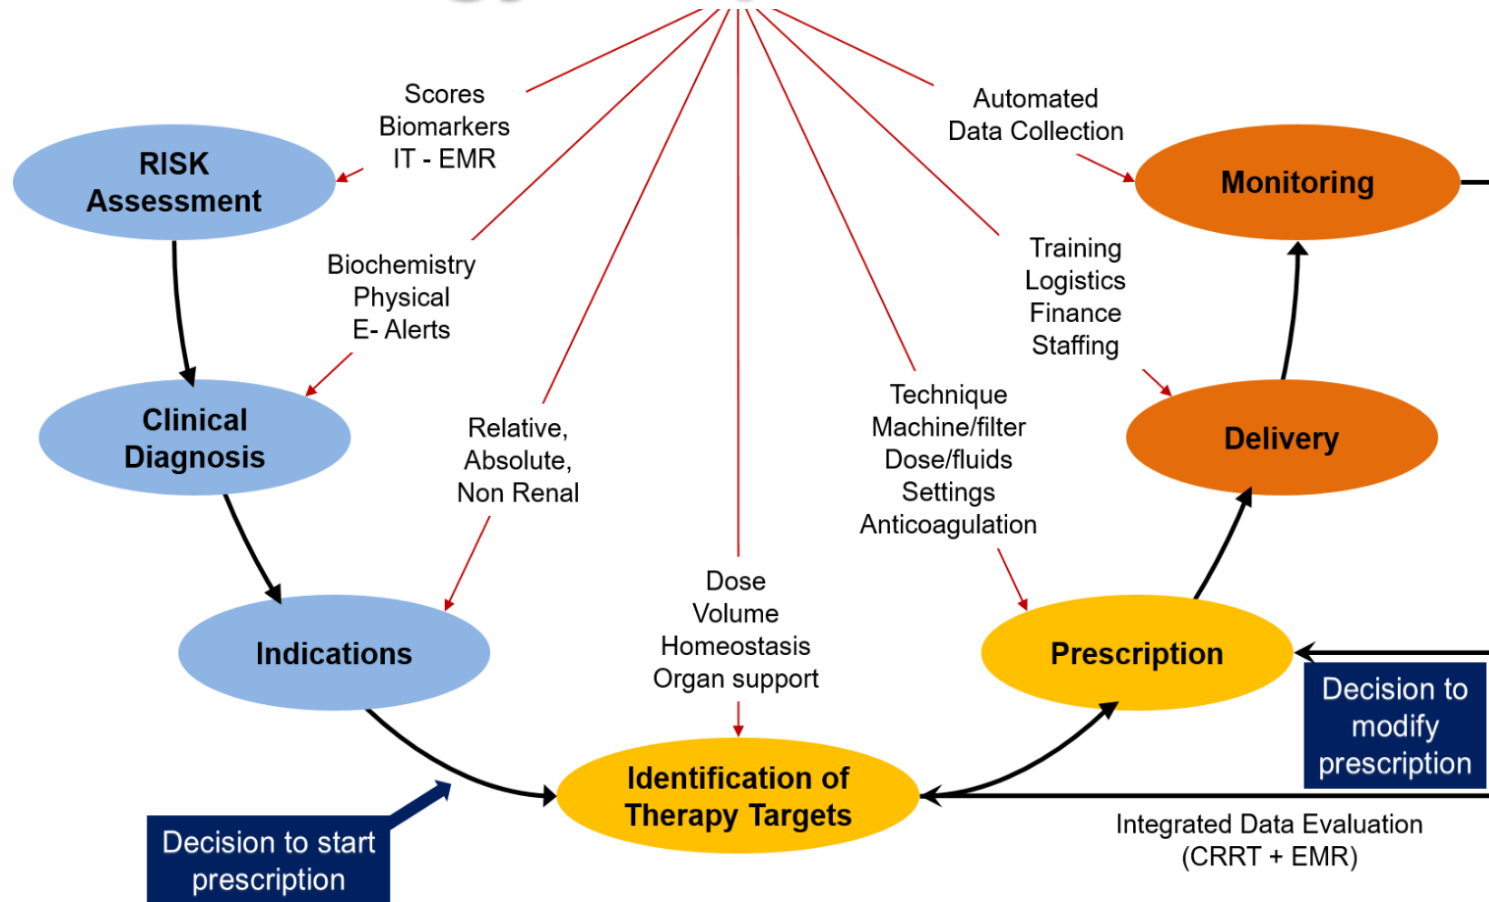 Scores
Biomarkers
IT - EMR
Automated
Data Collection
RISK
Assessment
Monitoring
Biochemistry
Physical
E- Alerts
Training
Logistics
Finance
Staffing
Clinical
Diagnosis
Relative,
Absolute,
Non Renal
Technique
Machine/filter
Dose/fluids
Settings
Anticoagulation
Delivery
Dose
Volume
Homeostasis
Organ support
Indications
Prescription
Decision to
modify
prescription
Identification of
Therapy Targets
Decision to start
prescription
Integrated Data Evaluation
(CRRT + EMR)